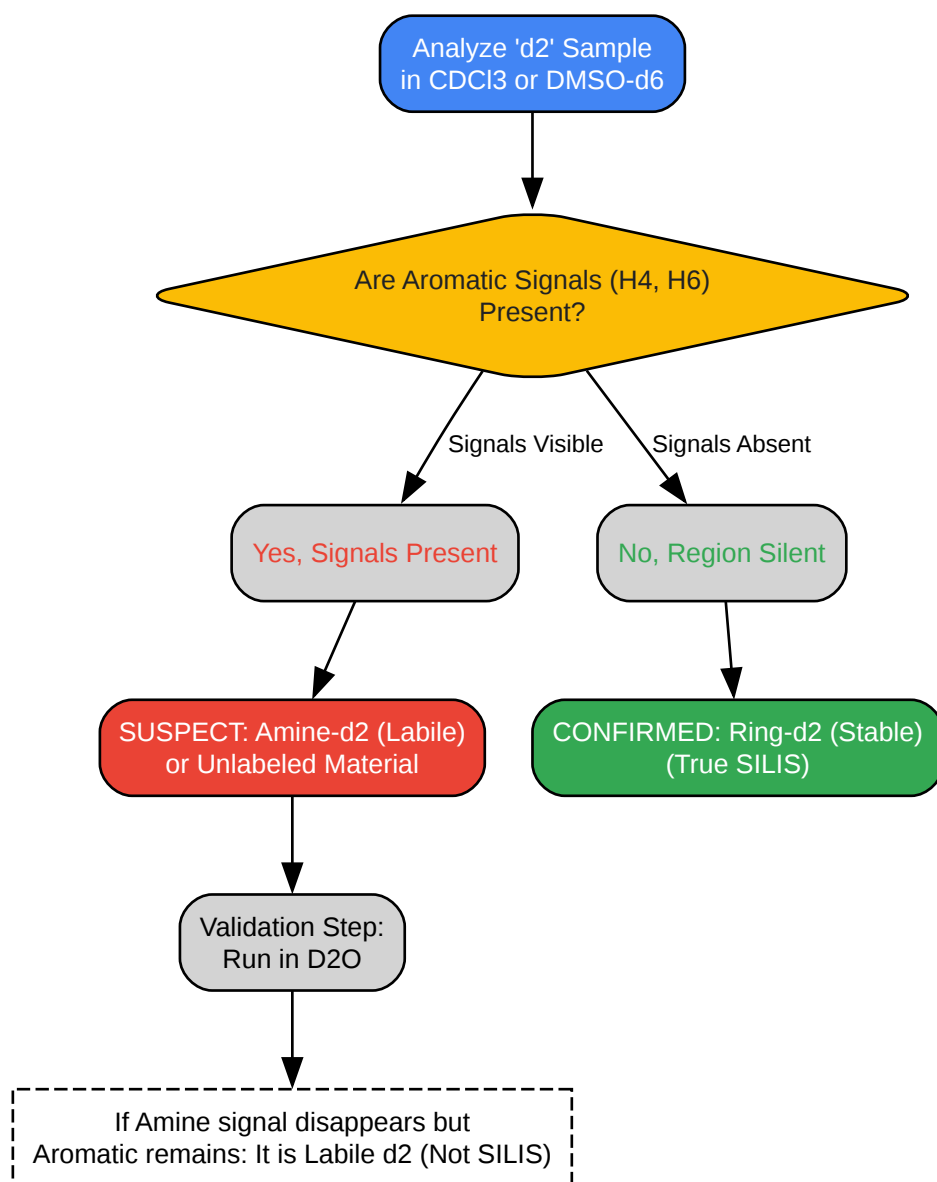 Analyze 'd2' Sample
in CDCl3 or DMSO-d6
Are Aromatic Signals (H4, H6)
Present?
Signals Visible
Signals Absent
Yes, Signals Present
No, Region Silent
SUSPECT: Amine-d2 (Labile)
or Unlabeled Material
CONFIRMED: Ring-d2 (Stable)
(True SILIS)
Validation Step:
Run in D2O
If Amine signal disappears but
Aromatic remains: It is Labile d2 (Not SILIS)